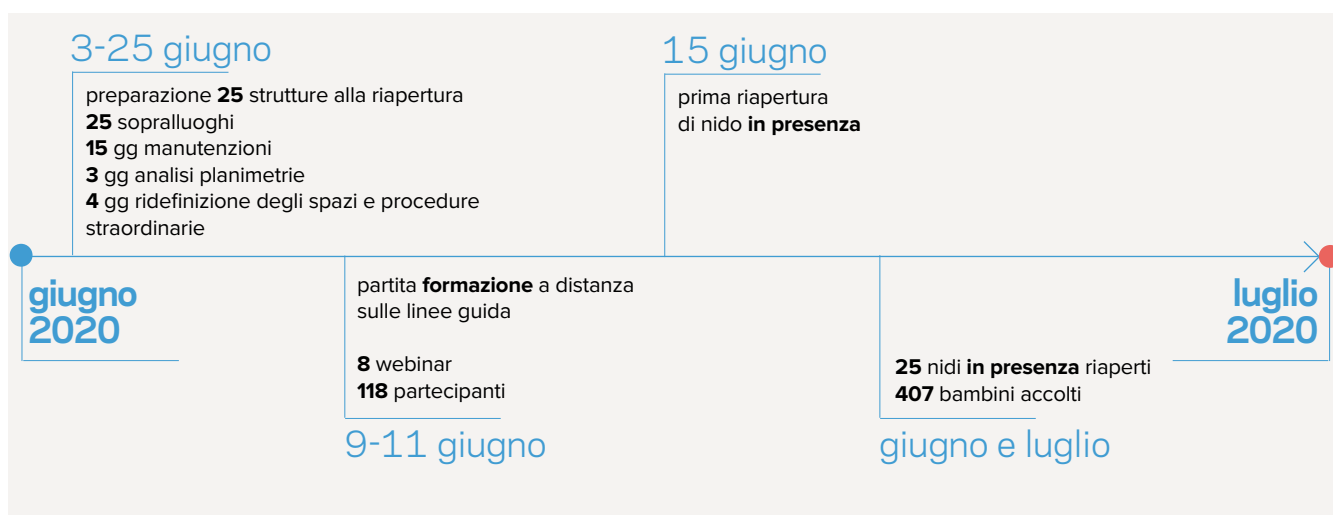 3-25 giugno
preparazione 25 strutture alla riapertura
25 sopralluoghi
15 gg manutenzioni
3 gg analisi planimetrie
4 gg ridefinizione degli spazi e procedure
straordinarie
15 giugno
prima riapertura
di nido in presenza
giugno
2020
partita formazione a distanza
sulle linee guida
8 webinar
118 partecipanti
9-11 giugno
25 nidi in presenza riaperti
407 bambini accolti
giugno e luglio
luglio
2020